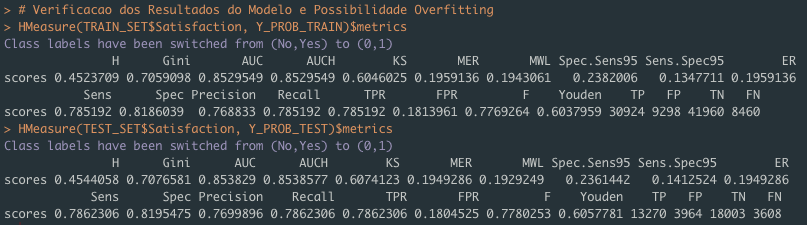 > # Verificacao dos Resultados do Modelo e Possibilidade Overfitting
> HMeasure(TRAIN_SET$Satisfaction, Y_PROB_TRAIN)$metrics
Class labels have been switched from (No,Yes) to (0,1)
H Gini AUC AUCH KS MER MWL Spec.Sens95 Sens.Spec95 ER
scores 0.4523709 0.7059098 0.8529549 0.8529549 0.6046025 0.1959136 0.1943061 0.2382006 0.1347711 0.1959136
Sens Spec Precision Recall TPR FPR F Youden TP FP TN FN
scores 0.785192 0.8186039 0.768833 0.785192 0.785192 0.1813961 0.7769264 0.6037959 30924 9298 41960 8460
> HMeasure(TEST_SET$Satisfaction, Y_PROB_TEST)$metrics
Class labels have been switched from (No,Yes) to (0,1)
H Gini AUC AUCH KS MER MWL Spec.Sens95 Sens.Spec95 ER
scores 0.4544058 0.7076581 0.853829 0.8538577 0.6074123 0.1949286 0.1929249 0.2361442 0.1412524 0.1949286
Sens Spec Precision Recall TPR FPR F Youden TP FP TN FN
scores 0.7862306 0.8195475 0.7699896 0.7862306 0.7862306 0.1804525 0.7780253 0.6057781 13270 3964 18003 3608